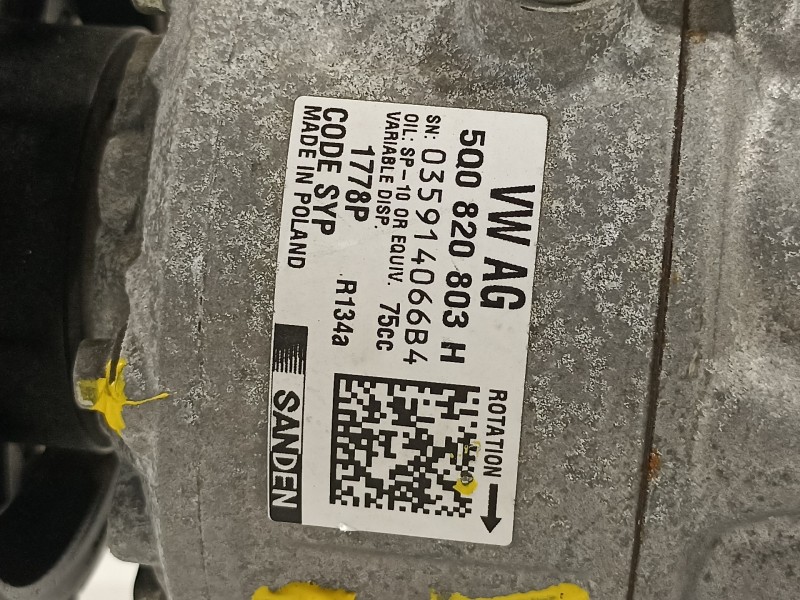 VW AG
5Q0 820 803 H
SN: 035914066B4
OIL: SP-10 OR EQUIV. 75cc
VARIABLE DISP.
1778P R134a
CODE SYP
MADE IN POLAND
SANDEN
ROTATION